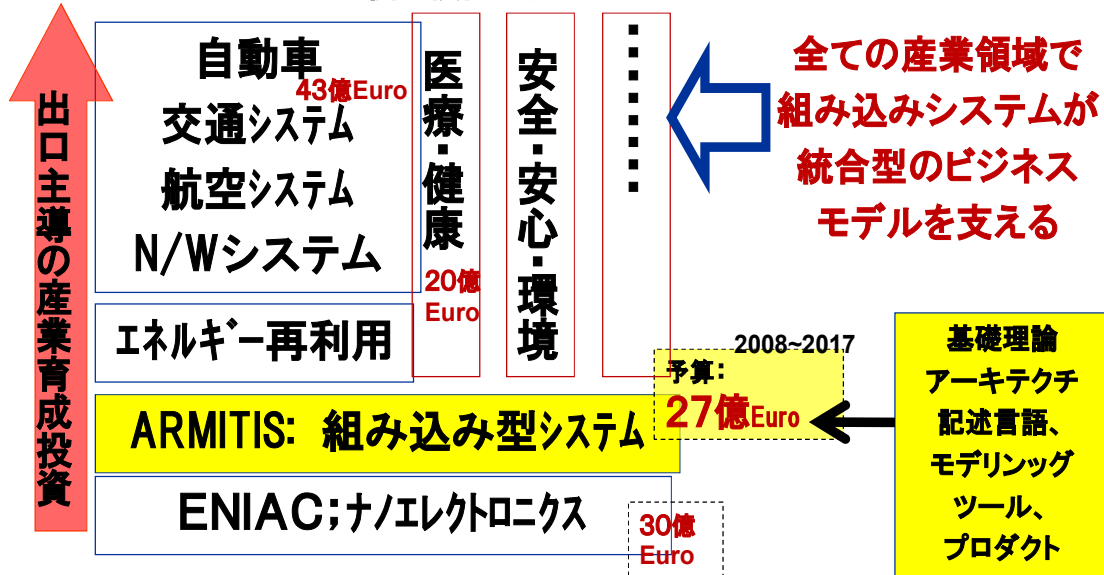 出口主導の産業育成投資
自動車
43億Euro
交通システム
航空システム
N/Wシステム
エネルギー再利用
医療・健康
20億
Euro
安全・安心・環境
全ての産業領域で
組み込みシステムが
統合型のビジネス
モデルを支える
2008~2017
予算:
27億Euro
ARMITIS: 組み込み型システム
ENIAC;ナノエレクトロニクス
30億
Euro
基礎理論
アーキテクチ
記述言語、
モデリンッグ
ツール、
プロダクト